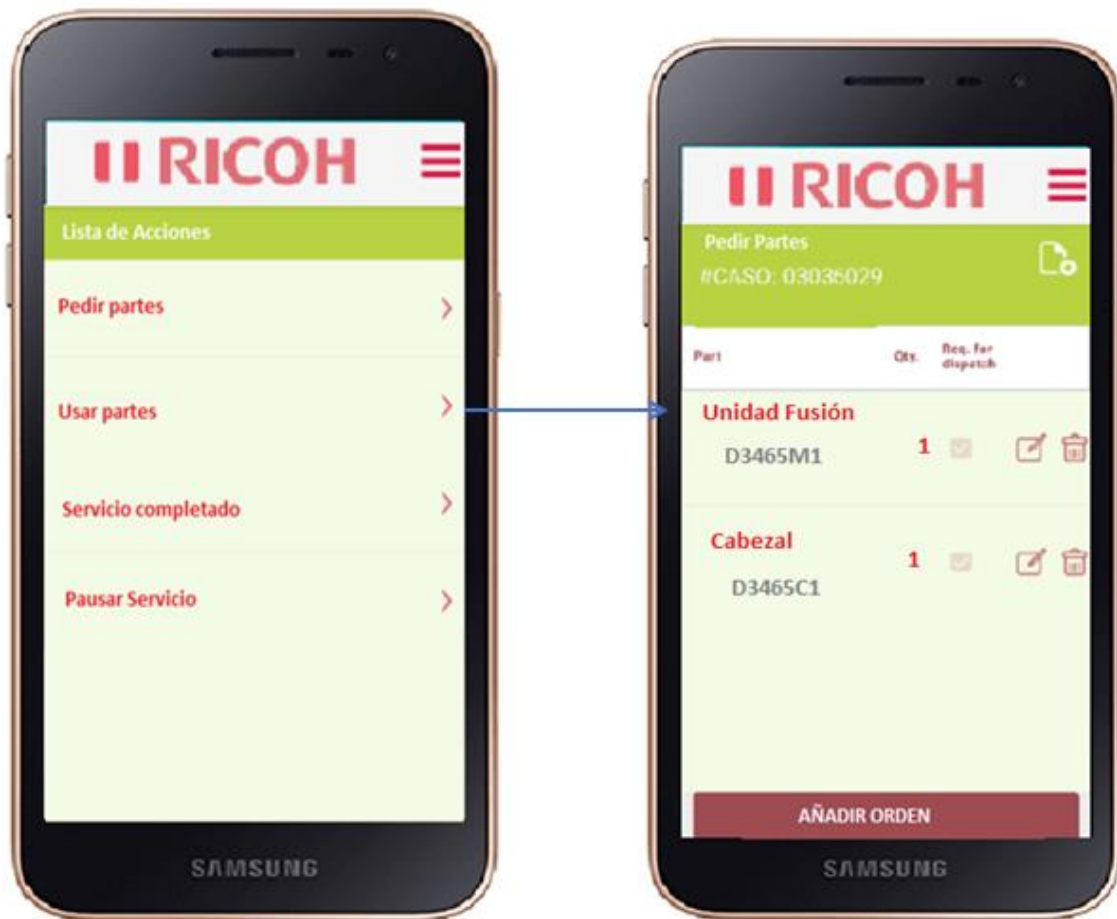 RICOH
Lista de Acciones
Pedir partes
Usar partes
Servicio completado
Pausar Servicio
SAMSUNG
RICOH
Pedir Partes
#CASO: 03036029
Part Qty. Req. for
dispatch
Unidad Fusión
D3465M1 1
Cabezal
1
D3465C1
AÑADIR ORDEN
SAMSUNG